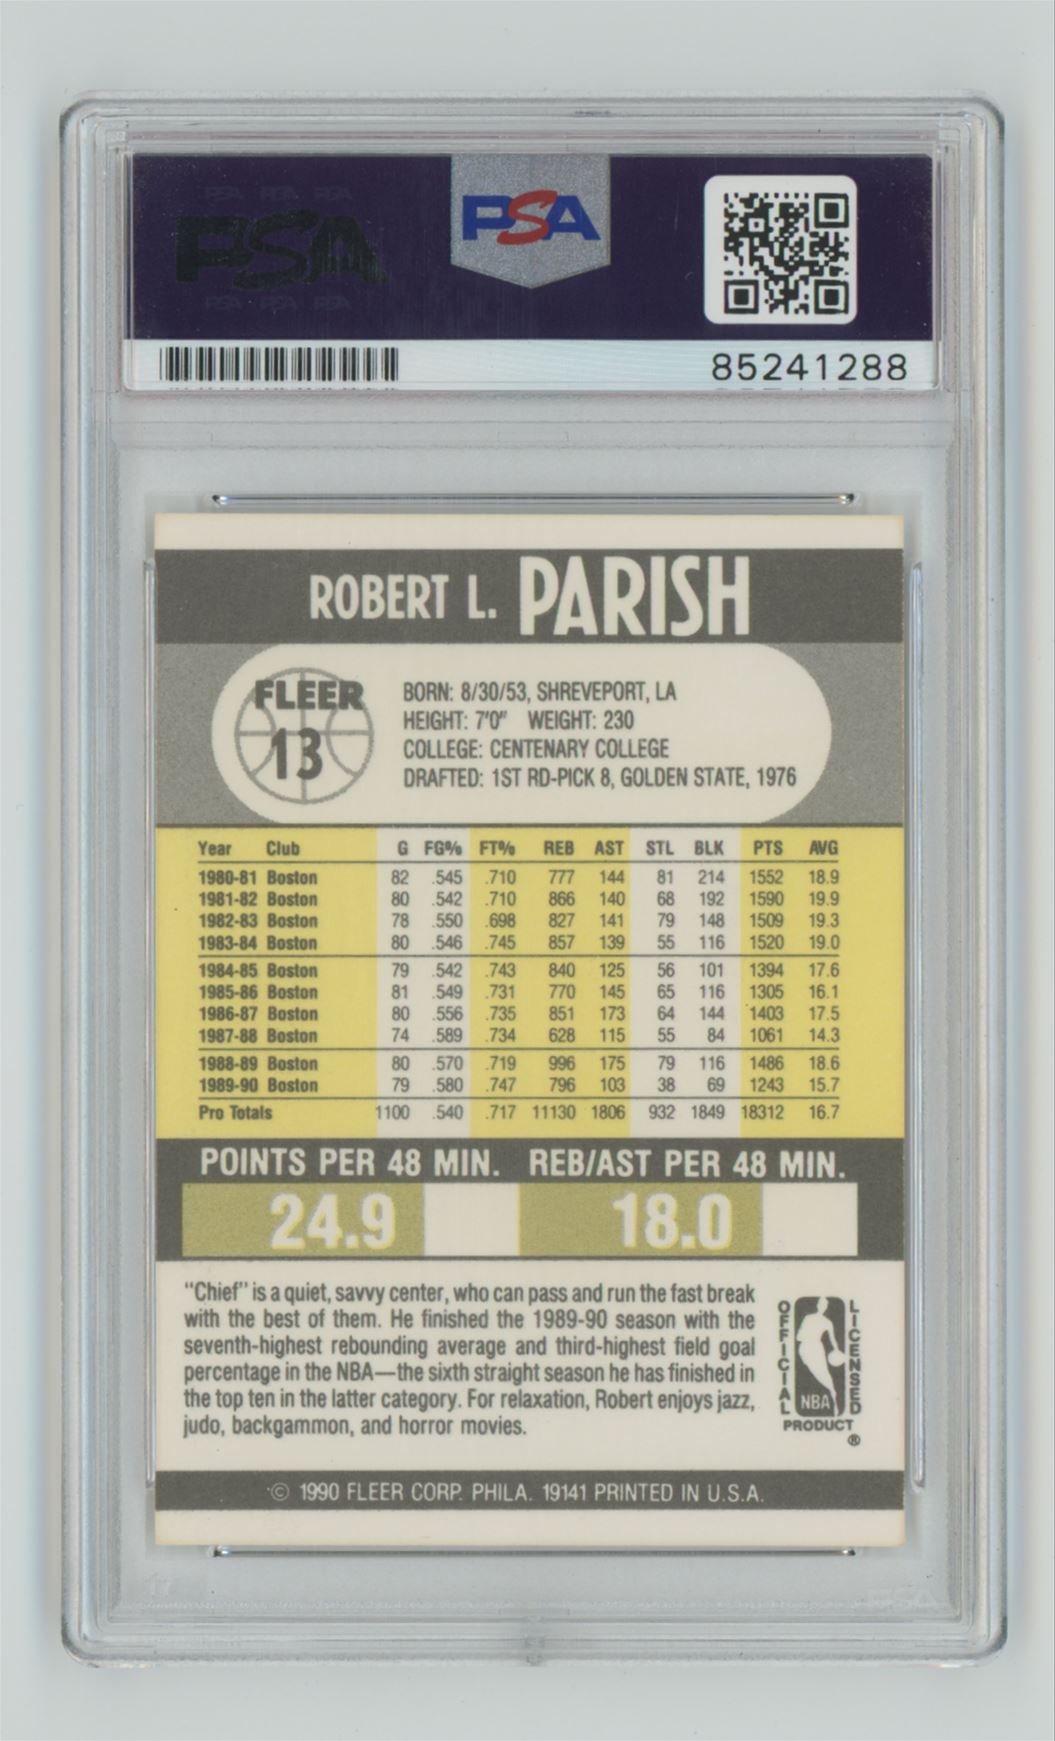 PSA PSA PSA
PSA
PSA PSA PSA
PSA
85241288
ROBERT L. PARISH
FLEER
13
BORN: 8/30/53, SHREVEPORT, LA
HEIGHT: 7'0" WEIGHT: 230
COLLEGE: CENTENARY COLLEGE
DRAFTED: 1ST RD-PICK 8, GOLDEN STATE, 1976
Year Club G FG% FT% REB AST STL BLK PTS AVG
1980-81 Boston 82 .545 .710 777 144 81 214 1552 18.9
1981-82 Boston 80 .542 .710 866 140 68 192 1590 19.9
1982-83 Boston 78 .550 .698 827 141 79 148 1509 19.3
1983-84 Boston 80 .546 .745 857 139 55 116 1520 19.0
1984-85 Boston 79 .542 .743 840 125 56 101 1394 17.6
1985-86 Boston 81 .549 .731 770 145 65 116 1305 16.1
1986-87 Boston 80 .556 .735 851 173 64 144 1403 17.5
1987-88 Boston 74 .589 .734 628 115 55 84 1061 14.3
1988-89 Boston 80 .570 .719 996 175 79 116 1486 18.6
1989-90 Boston 79 .580 .747 796 103 38 69 1243 15.7
Pro Totals 1100 .540 .717 11130 1806 932 1849 18312 16.7
POINTS PER 48 MIN. REB/AST PER 48 MIN.
24.9 18.0
"Chief" is a quiet, savvy center, who can pass and run the fast break
with the best of them. He finished the 1989-90 season with the
seventh-highest rebounding average and third-highest field goal
percentage in the NBA—the sixth straight season he has finished in
the top ten in the latter category. For relaxation, Robert enjoys jazz,
judo, backgammon, and horror movies.
OFFICIAL
NBA
LICENSED
PRODUCT
®
© 1990 FLEER CORP. PHILA. 19141 PRINTED IN U.S.A.